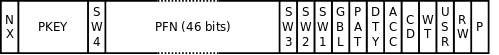 NX PKEY SW4 PFN (46 bits) SW3 SW2 SW1 GBL PAT DTY ACC CD WT USR RW P